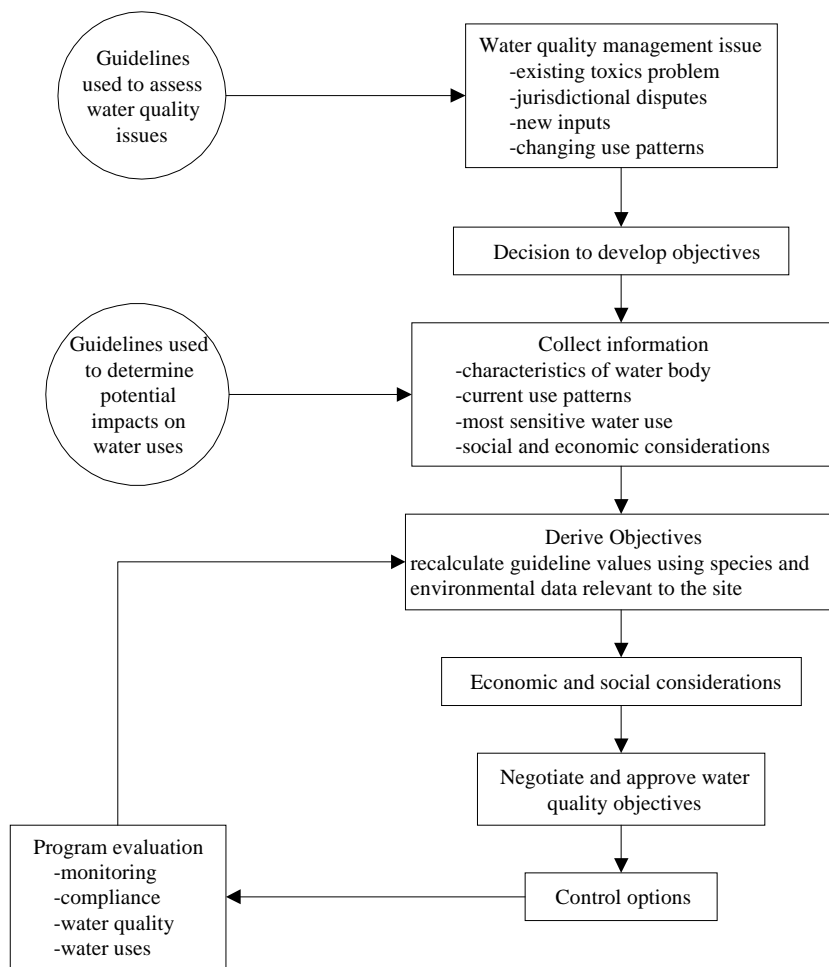 Guidelines
used to assess
water quality
issues
Water quality management issue
-existing toxics problem
-jurisdictional disputes
-new inputs
-changing use patterns
Decision to develop objectives
Guidelines used
to determine
potential
impacts on
water uses
Collect information
-characteristics of water body
-current use patterns
-most sensitive water use
-social and economic considerations
Derive Objectives
recalculate guideline values using species and
environmental data relevant to the site
Economic and social considerations
Negotiate and approve water
quality objectives
Control options
Program evaluation
-monitoring
-compliance
-water quality
-water uses